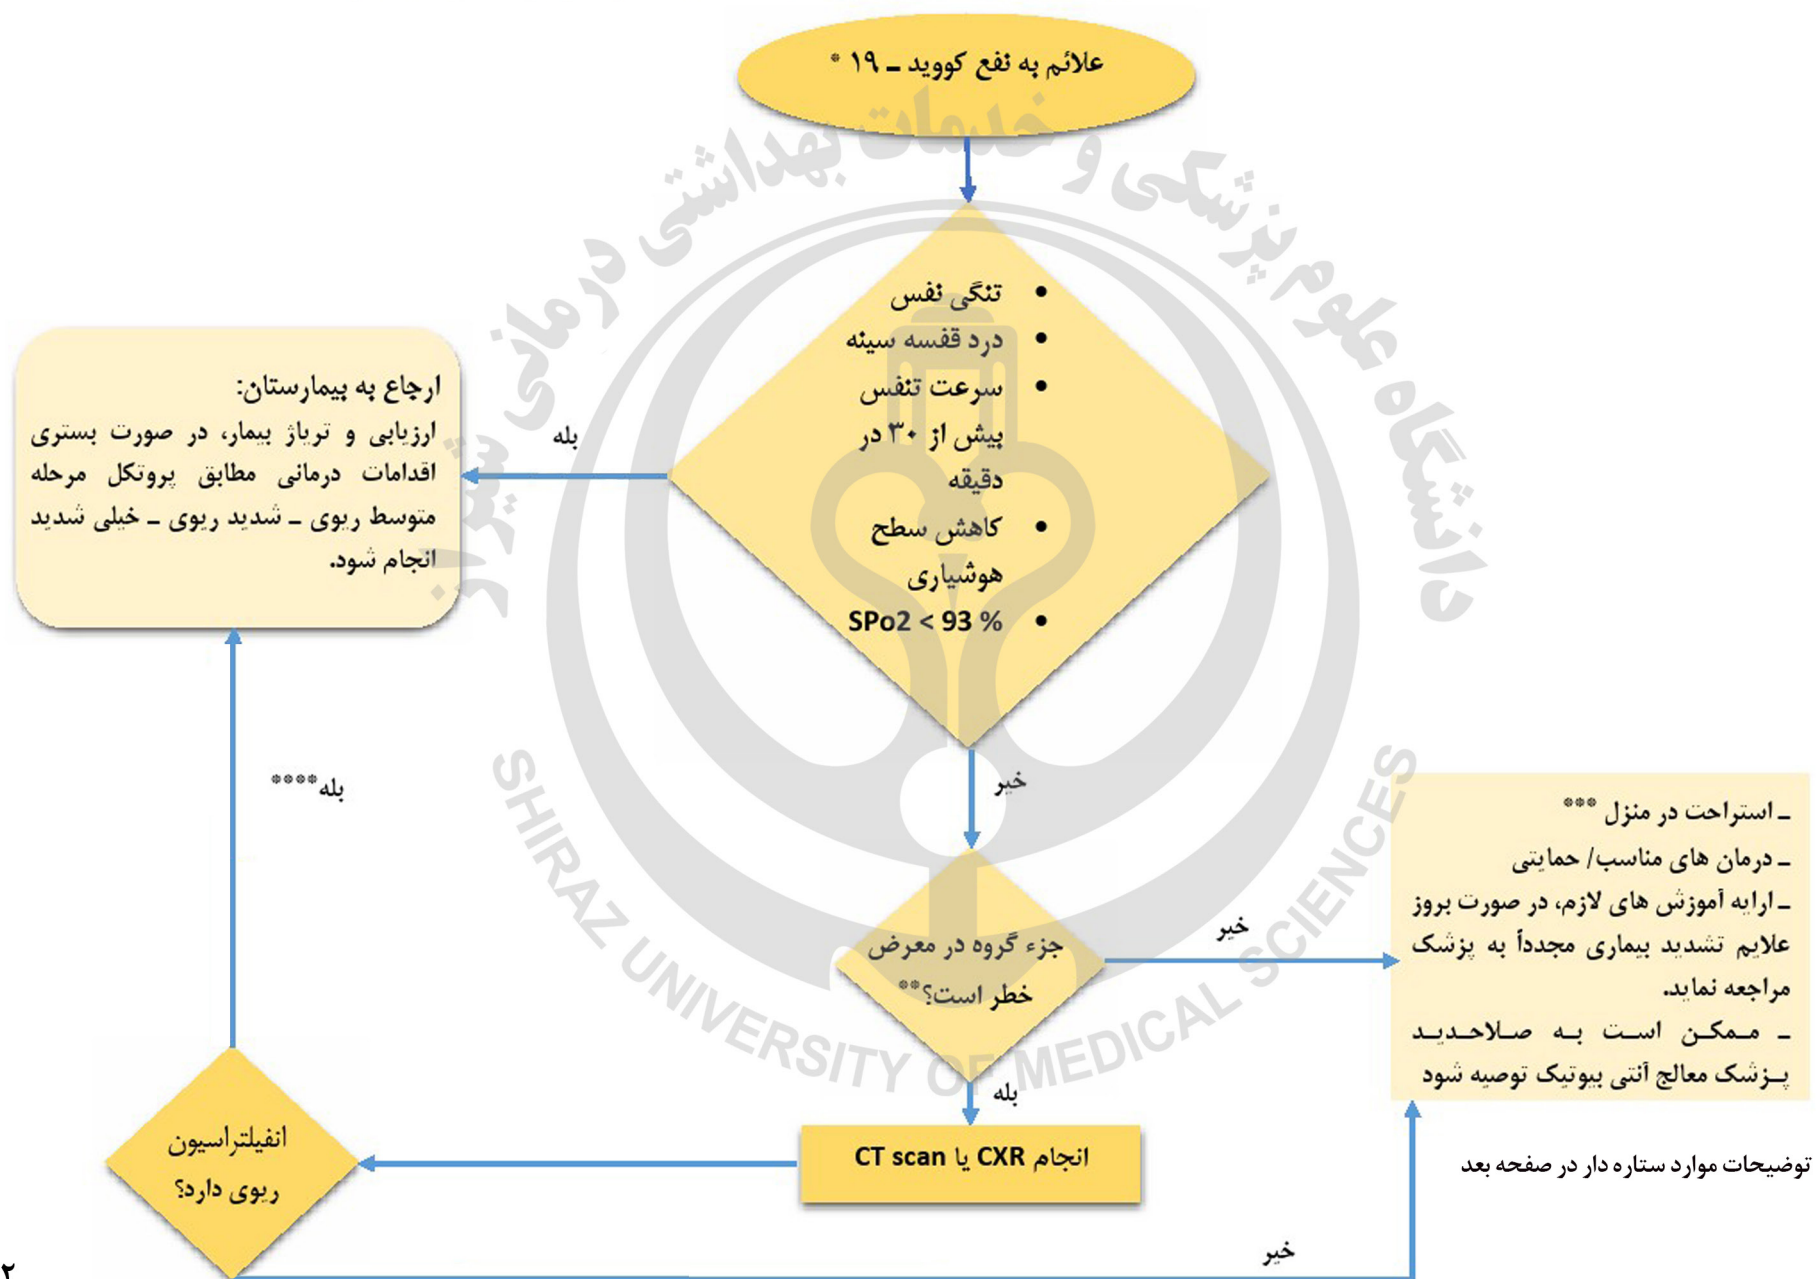 علائم به نفع کووید ـ ۱۹ *
• تنگی نفس
• درد قفسه سینه
• سرعت تنفس
بیش از ۳۰ در
دقیقه
• کاهش سطح
هوشیاری
• SPo2 < 93 %
بله
ارجاع به بیمارستان:
ارزیابی و تریاژ بیمار، در صورت بستری
اقدامات درمانی مطابق پروتکل مرحله
متوسط ریوی ـ شدید ریوی ـ خیلی شدید
انجام شود.
خیر
جزء گروه در معرض
خطر است؟**
خیر
ـ استراحت در منزل ***
ـ درمان های مناسب/ حمایتی
ـ ارایه آموزش های لازم، در صورت بروز
علایم تشدید بیماری مجدداً به پزشک
مراجعه نماید.
ـ ممکن است به صلاحدید
پزشک معالج آنتی بیوتیک توصیه شود
بله
انجام CXR یا CT scan
انفیلتراسیون
ریوی دارد؟
بله****
خیر
توضیحات موارد ستاره دار در صفحه بعد
۲
دانشگاه علوم پزشکی و خدمات بهداشتی درمانی شیراز
SHIRAZ UNIVERSITY OF MEDICAL SCIENCES